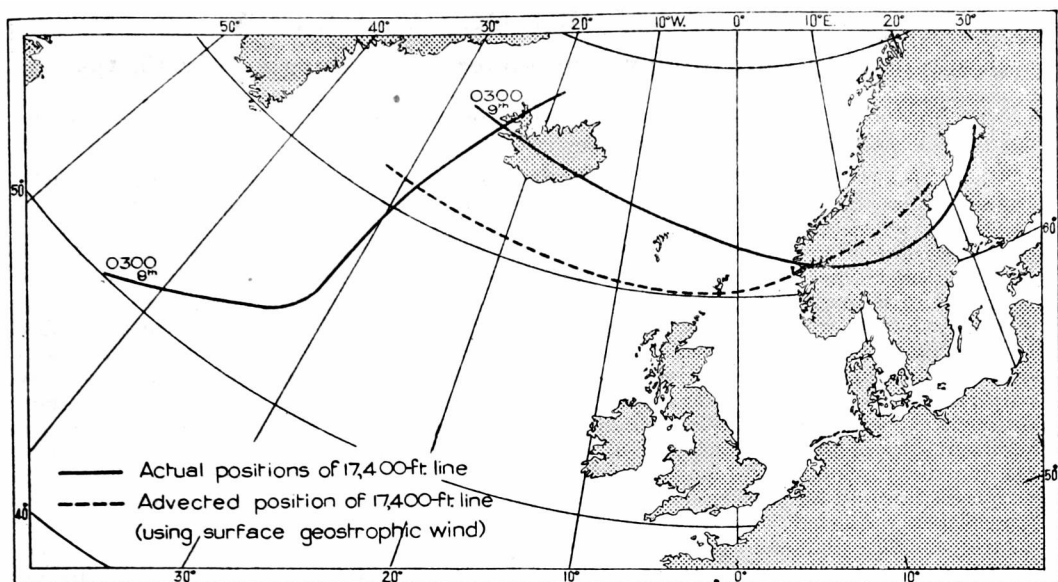 50° 40° 30° 20° 10°W. 0° 10°E. 20° 30°
0300
9TH
50°
60°
0300
8TH
50°
40°
Actual positions of 17,400-ft. line
Advected position of 17,400-ft. line
(using surface geostrophic wind)
30° 20° 10° 0° 10°